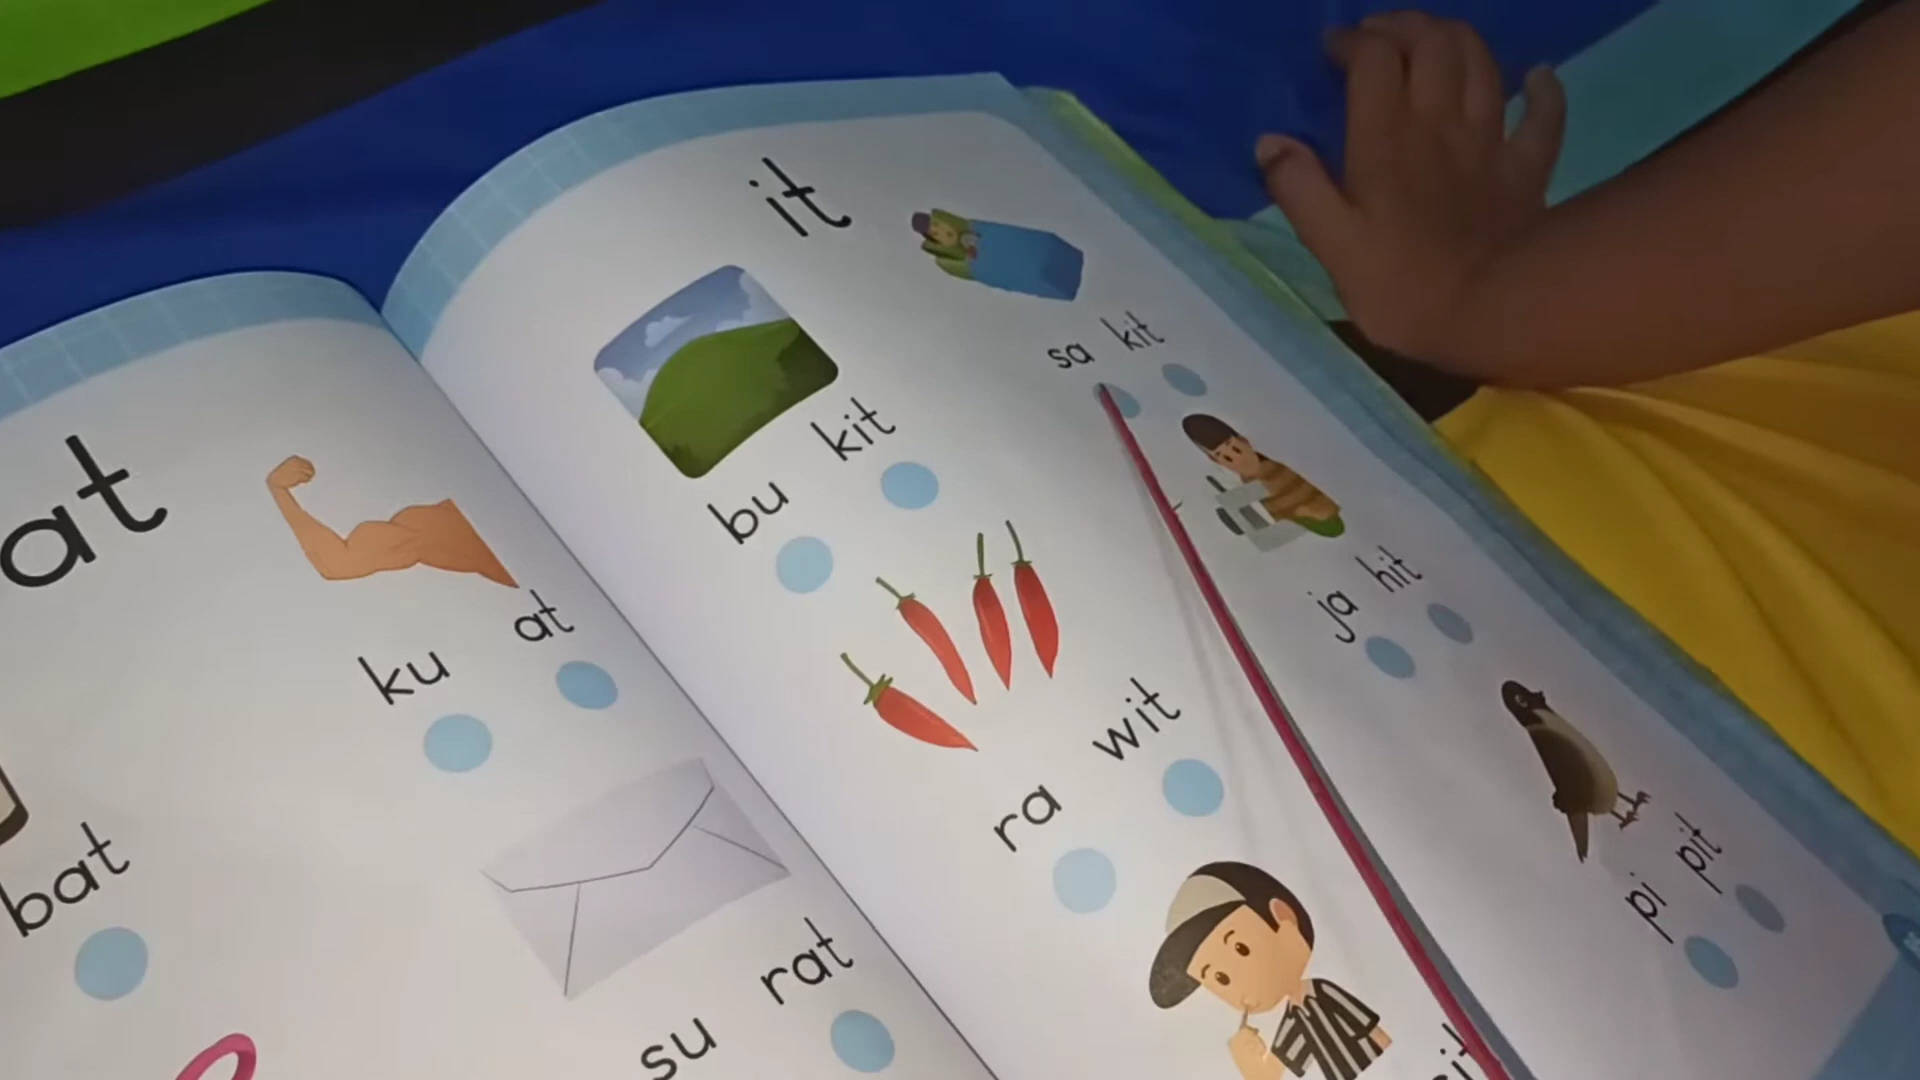 at
ku at
bat
su rat
it
bu kit
ra wit
sa kit
ja hit
pi pit